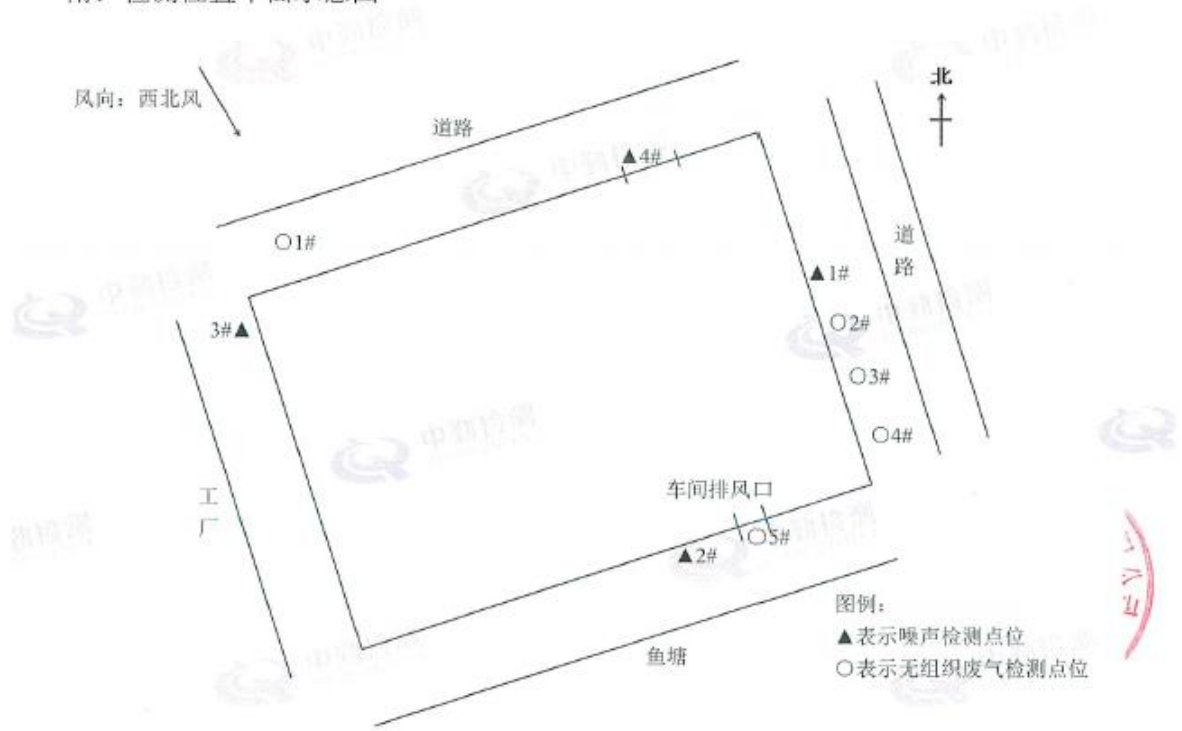 北
风向：西北风
道路
▲4#
○1#
道
路
▲1#
3#▲
○2#
○3#
○4#
车间排风口
工
厂
○5#
▲2#
图例：
▲表示噪声检测点位
鱼塘
○表示无组织废气检测点位